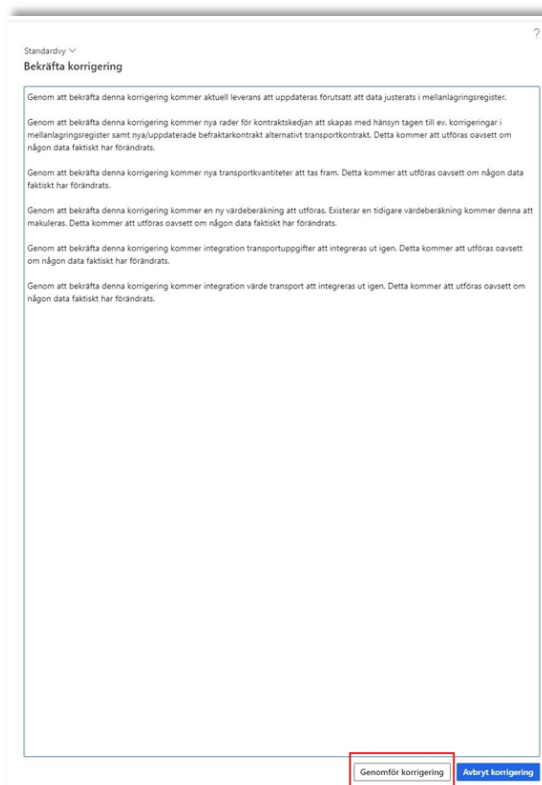 ?
Standardvy
Bekräfta korrigering
Genom att bekräfta denna korrigering kommer aktuell leverans att uppdateras förutsatt att data justerats i mellanlagringsregister.
Genom att bekräfta denna korrigering kommer nya rader för kontraktskedjan att skapas med hänsyn tagen till ev. korrigeringar i
mellanlagringsregister samt nya/uppdaterade befraktarkontrakt alternativt transportkontrakt. Detta kommer att utföras oavsett om
någon data faktiskt har förändrats.
Genom att bekräfta denna korrigering kommer nya transportkvantiteter att tas fram. Detta kommer att utföras oavsett om någon data
faktiskt har förändrats.
Genom att bekräfta denna korrigering kommer en ny värdeberäkning att utföras. Existerar en tidigare värdeberäkning kommer denna att
makuleras. Detta kommer att utföras oavsett om någon data faktiskt har förändrats.
Genom att bekräfta denna korrigering kommer integration transportuppgifter att integreras ut igen. Detta kommer att utföras oavsett
om någon data faktiskt har förändrats.
Genom att bekräfta denna korrigering kommer integration värde transport att integreras ut igen. Detta kommer att utföras oavsett om
någon data faktiskt har förändrats.
Genomför korrigering
Avbryt korrigering